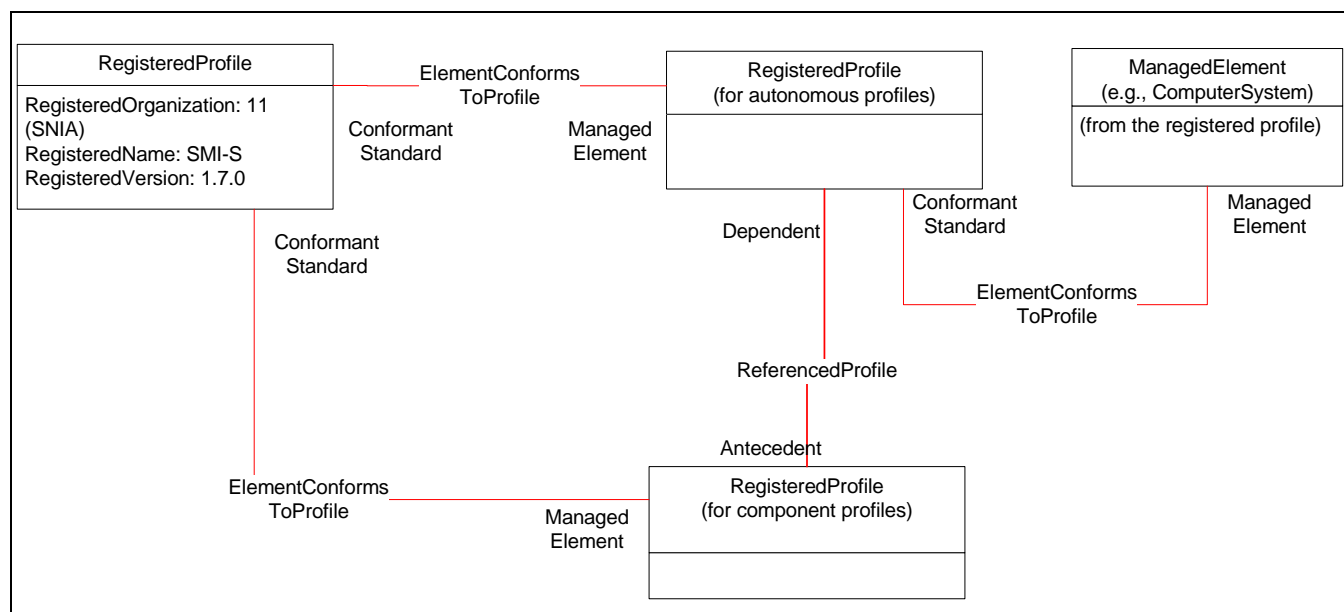 RegisteredProfile
RegisteredOrganization: 11
(SNIA)
RegisteredName: SMI-S
RegisteredVersion: 1.7.0
ElementConforms
ToProfile
Conformant
Standard
Managed
Element
RegisteredProfile
(for autonomous profiles)
ManagedElement
(e.g., ComputerSystem)
(from the registered profile)
Conformant
Standard
Dependent
Conformant
Standard
Managed
Element
ElementConforms
ToProfile
ReferencedProfile
Antecedent
ElementConforms
ToProfile
Managed
Element
RegisteredProfile
(for component profiles)